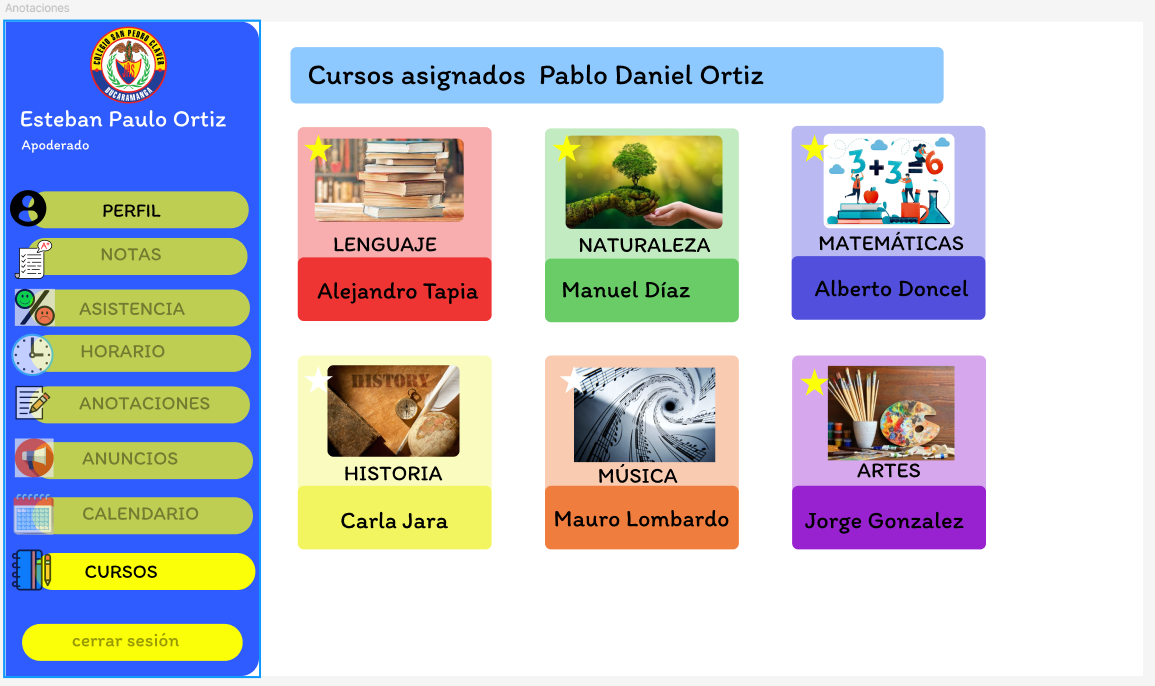 Anotaciones
COLEGIO SAN PEDRO CLAVER
BUCARAMANGA
Esteban Paulo Ortiz
Apoderado
PERFIL
NOTAS
A+
ASISTENCIA
HORARIO
ANOTACIONES
ANUNCIOS
CALENDARIO
CURSOS
cerrar sesión
Cursos asignados Pablo Daniel Ortiz
LENGUAJE
Alejandro Tapia
NATURALEZA
Manuel Díaz
3+3=6
MATEMÁTICAS
Alberto Doncel
HISTORY
HISTORIA
Carla Jara
MÚSICA
Mauro Lombardo
ARTES
Jorge Gonzalez